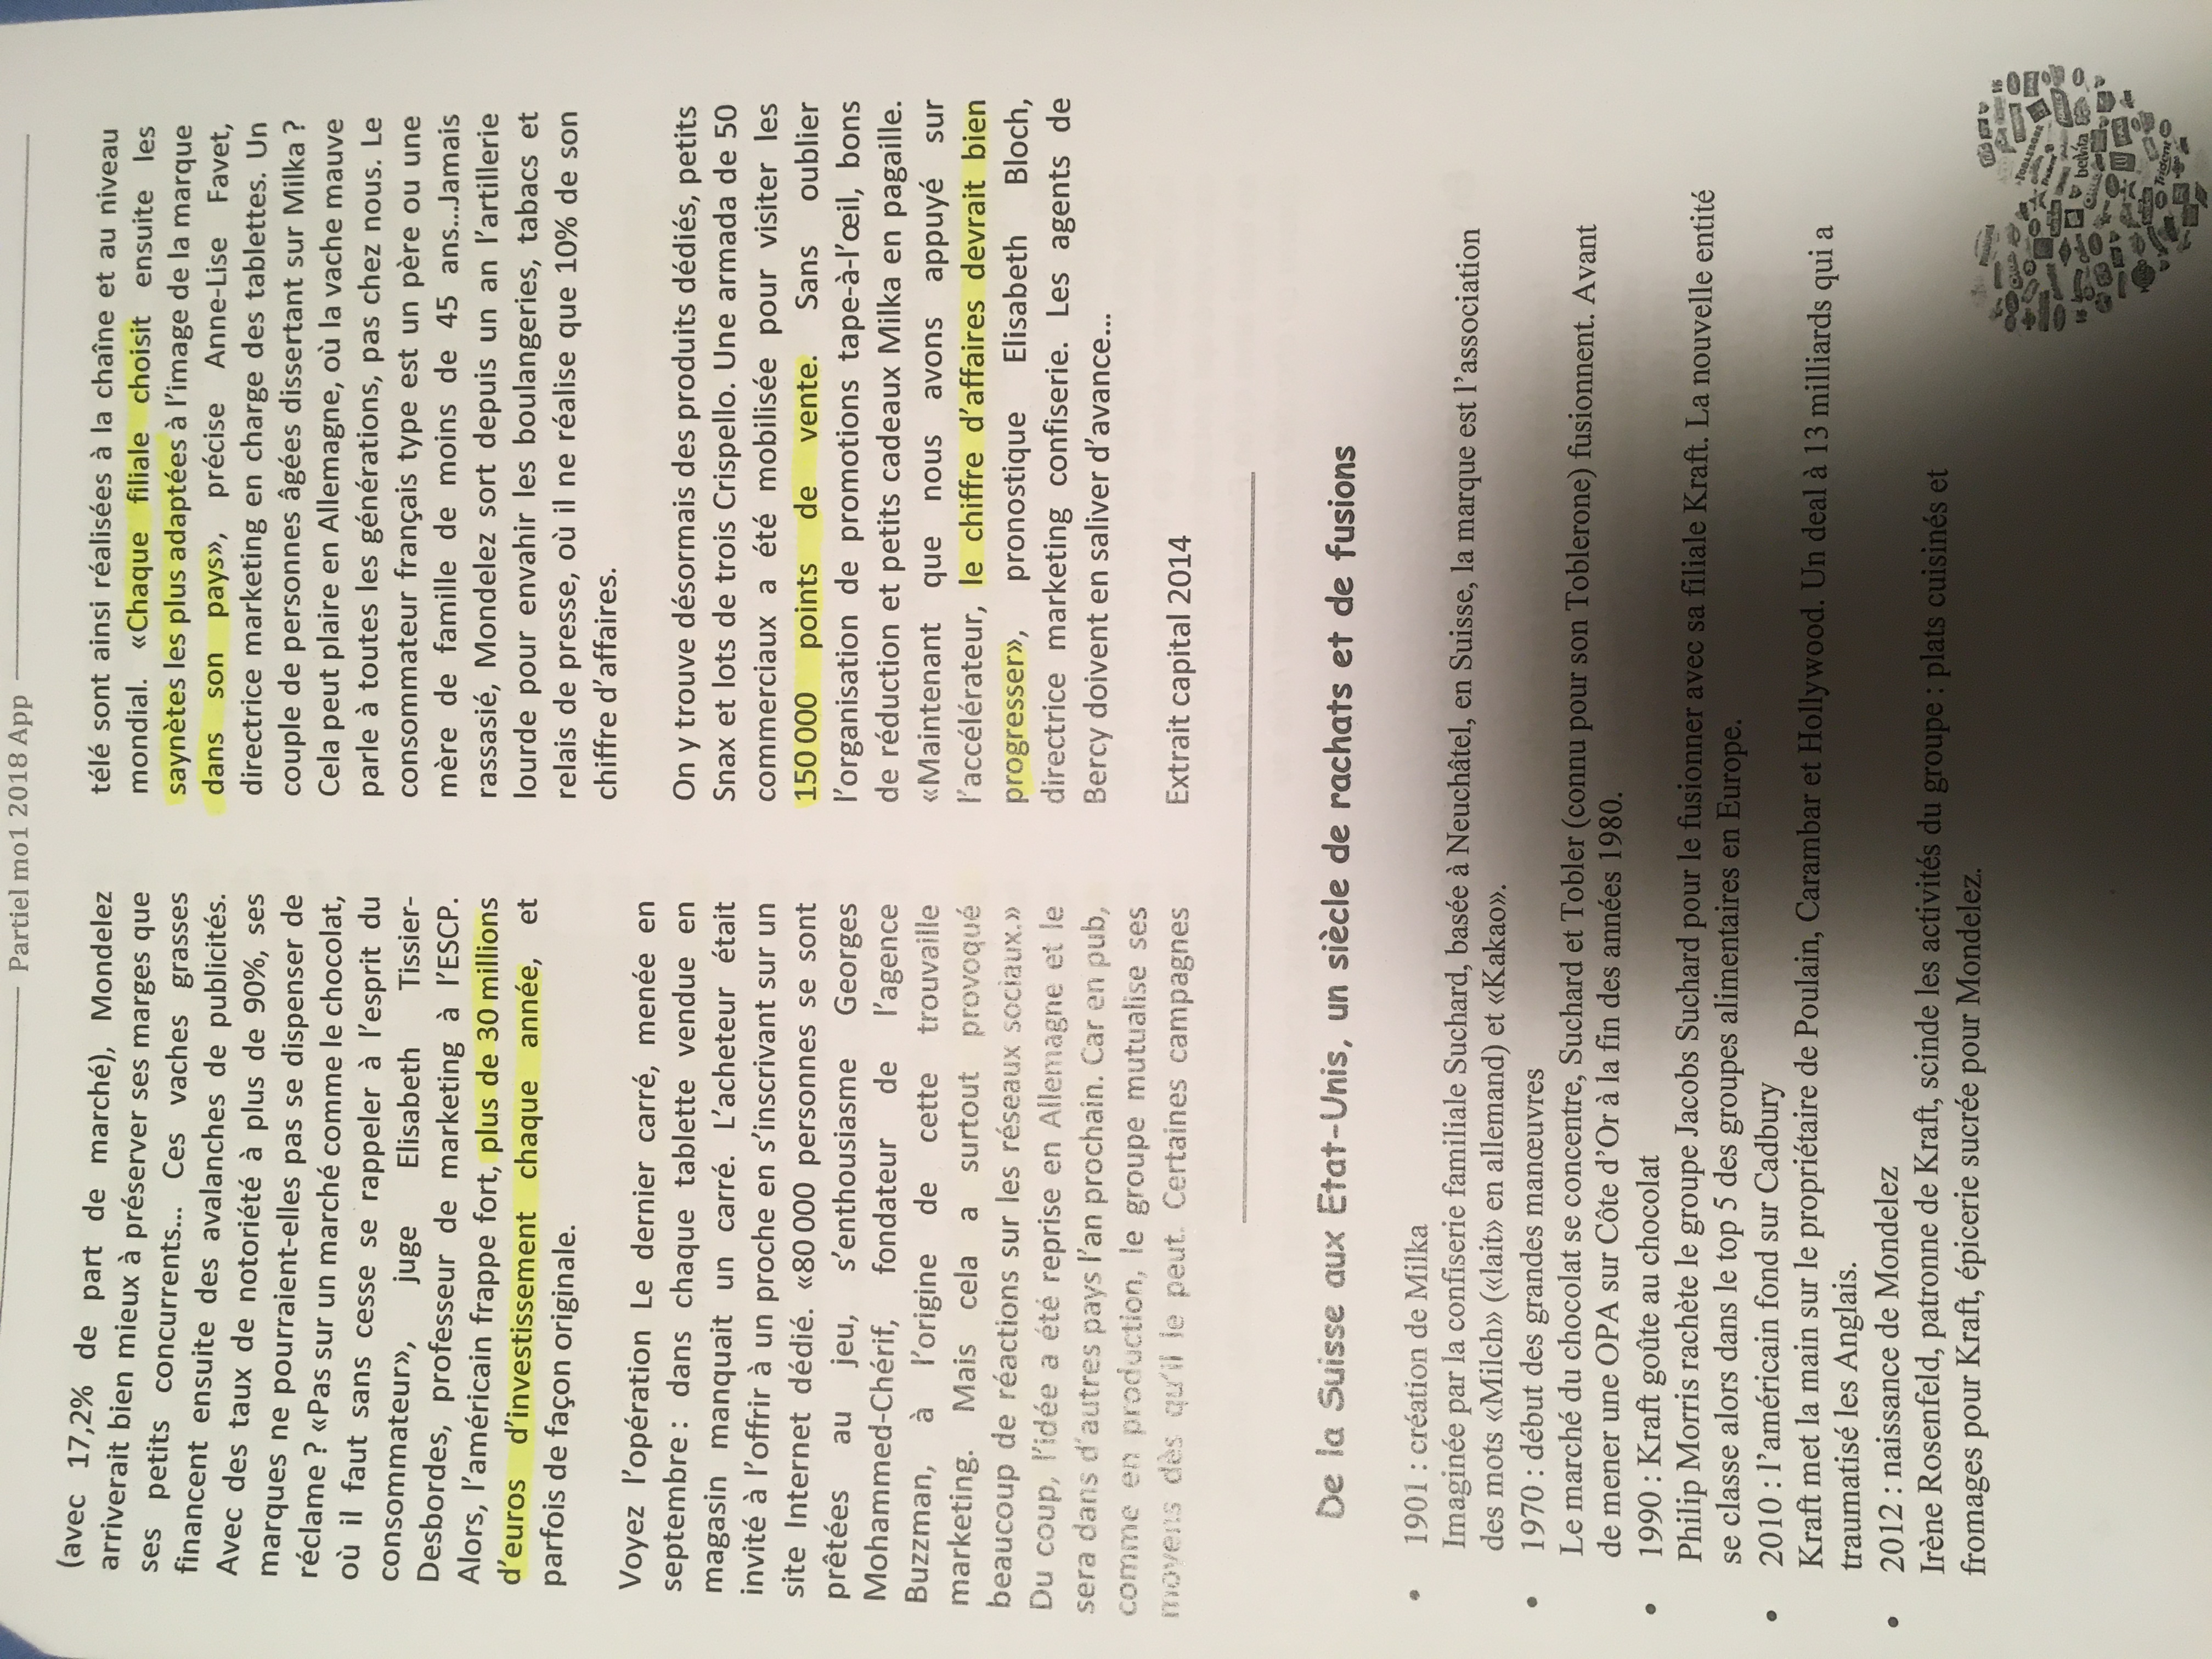 Partiel mo1 2018 App
(avec 17,2% de part de marché), Mondelez
arriverait bien mieux à préserver ses marges que
ses petits concurrents... Ces vaches grasses
financent ensuite des avalanches de publicités.
Avec des taux de notoriété à plus de 90%, ses
marques ne pourraient-elles pas se dispenser de
réclame ? «Pas sur un marché comme le chocolat,
où il faut sans cesse se rappeler à l'esprit du
consommateur», juge Elisabeth Tissier-
Desbordes, professeur de marketing à l'ESCP.
Alors, l'américain frappe fort, plus de 30 millions
d'euros d'investissement chaque année, et
parfois de façon originale.
Voyez l'opération Le dernier carré, menée en
septembre : dans chaque tablette vendue en
magasin manquait un carré. L'acheteur était
invité à l'offrir à un proche en s'inscrivant sur un
site Internet dédié. «80 000 personnes se sont
prêtées au jeu, s'enthousiasme Georges
Mohammed-Chérif, fondateur de l'agence
Buzzman, à l'origine de cette trouvaille
marketing. Mais cela a surtout provoqué
beaucoup de réactions sur les réseaux sociaux.»
Du coup, l'idée a été reprise en Allemagne et le
sera dans d'autres pays l'an prochain. Car en pub,
comme en production, le groupe mutualise ses
moyens dès qu'il le peut. Certaines campagnes
télé sont ainsi réalisées à la chaîne et au niveau
mondial. «Chaque filiale choisit ensuite les
saynètes les plus adaptées à l'image de la marque
dans son pays», précise Anne-Lise Favet,
directrice marketing en charge des tablettes. Un
couple de personnes âgées dissertant sur Milka ?
Cela peut plaire en Allemagne, où la vache mauve
parle à toutes les générations, pas chez nous. Le
consommateur français type est un père ou une
mère de famille de moins de 45 ans...Jamais
rassasié, Mondelez sort depuis un an l'artillerie
lourde pour envahir les boulangeries, tabacs et
relais de presse, où il ne réalise que 10% de son
chiffre d'affaires.
On y trouve désormais des produits dédiés, petits
Snax et lots de trois Crispello. Une armada de 50
commerciaux a été mobilisée pour visiter les
150 000 points de vente. Sans oublier
l'organisation de promotions tape-à-l'œil, bons
de réduction et petits cadeaux Milka en pagaille.
«Maintenant que nous avons appuyé sur
l'accélérateur, le chiffre d'affaires devrait bien
progresser», pronostique Elisabeth Bloch,
directrice marketing confiserie. Les agents de
Bercy doivent en saliver d'avance...
Extrait capital 2014
De la Suisse aux Etat-Unis, un siècle de rachats et de fusions
• 1901 : création de Milka
Imaginée par la confiserie familiale Suchard, basée à Neuchâtel, en Suisse, la marque est l'association
des mots «Milch» («lait» en allemand) et «Kakao».
• 1970 : début des grandes manœuvres
Le marché du chocolat se concentre, Suchard et Tobler (connu pour son Toblerone) fusionnent. Avant
de mener une OPA sur Côte d'Or à la fin des années 1980.
• 1990 : Kraft goûte au chocolat
Philip Morris rachète le groupe Jacobs Suchard pour le fusionner avec sa filiale Kraft. La nouvelle entité
se classe alors dans le top 5 des groupes alimentaires en Europe.
• 2010 : l'américain fond sur Cadbury
Kraft met la main sur le propriétaire de Poulain, Carambar et Hollywood. Un deal à 13 milliards qui a
traumatisé les Anglais.
• 2012 : naissance de Mondelez
Irène Rosenfeld, patronne de Kraft, scinde les activités du groupe : plats cuisinés et
fromages pour Kraft, épicerie sucrée pour Mondelez.
belVita